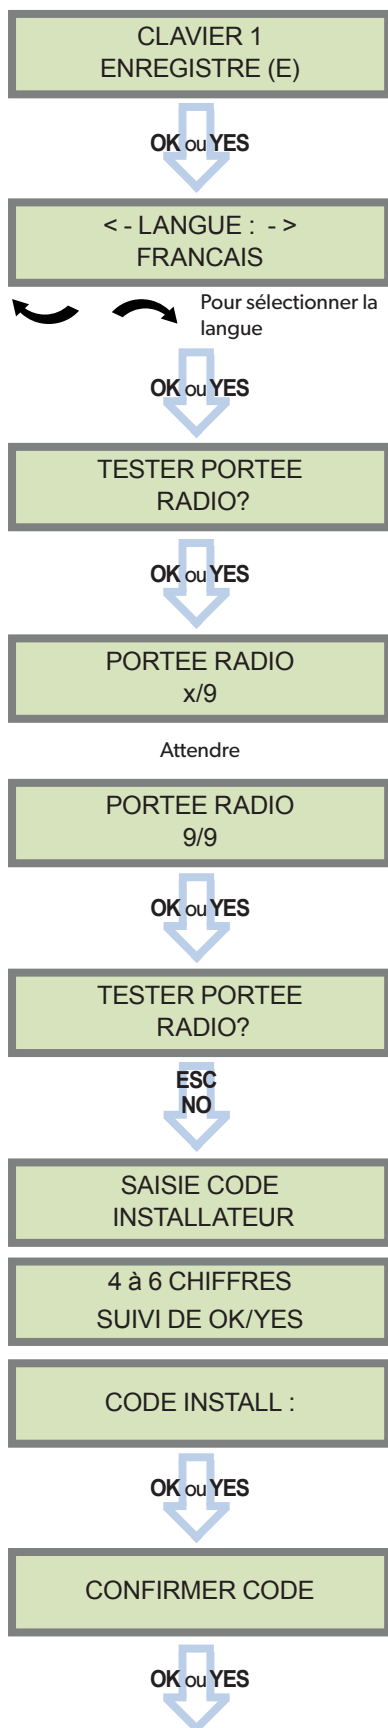 CLAVIER 1
ENREGISTRE (E)
OK ou YES
< - LANGUE :  - >
FRANCAIS
Pour sélectionner la
langue
OK ou YES
TESTER PORTEE
RADIO?
OK ou YES
PORTEE RADIO
x/9
Attendre
PORTEE RADIO
9/9
OK ou YES
TESTER PORTEE
RADIO?
ESC
NO
SAISIE CODE
INSTALLATEUR
4 à 6 CHIFFRES
SUIVI DE OK/YES
CODE INSTALL :
OK ou YES
CONFIRMER CODE
OK ou YES